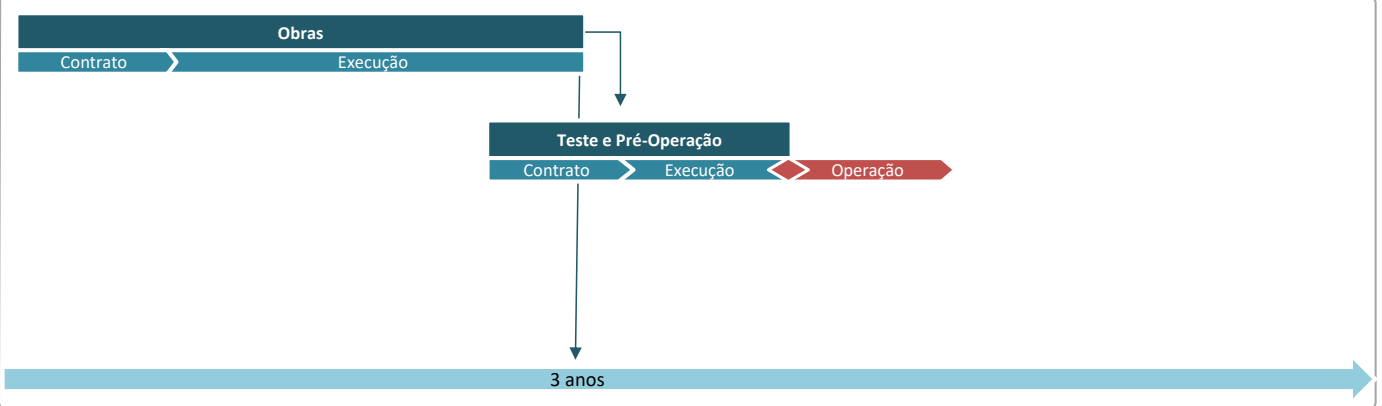 Obras
Contrato
Execução
Teste e Pré-Operação
Contrato
Execução
Operação
3 anos